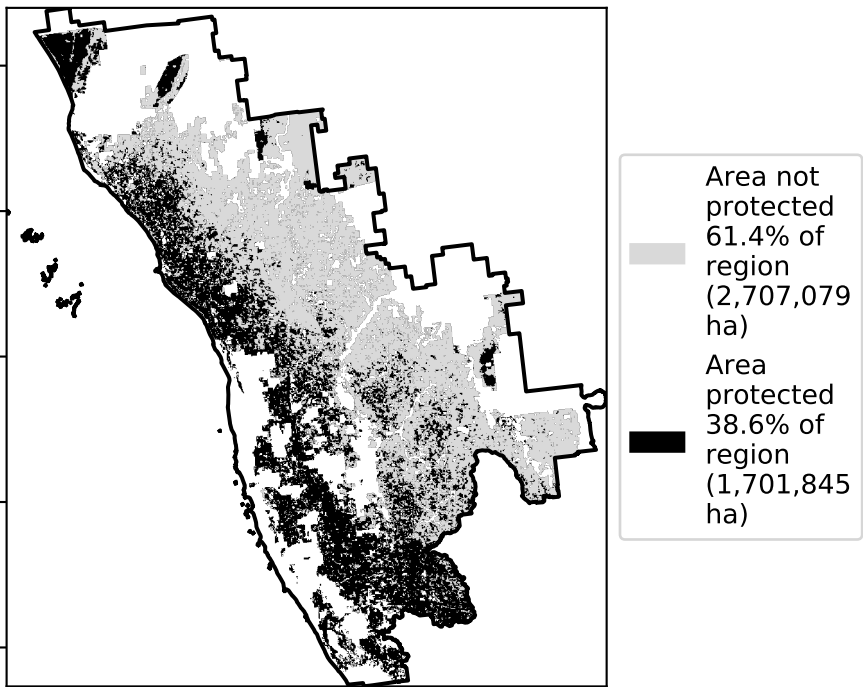 Area not
protected
61.4% of
region
(2,707,079
ha)
Area
protected
38.6% of
region
(1,701,845
ha)